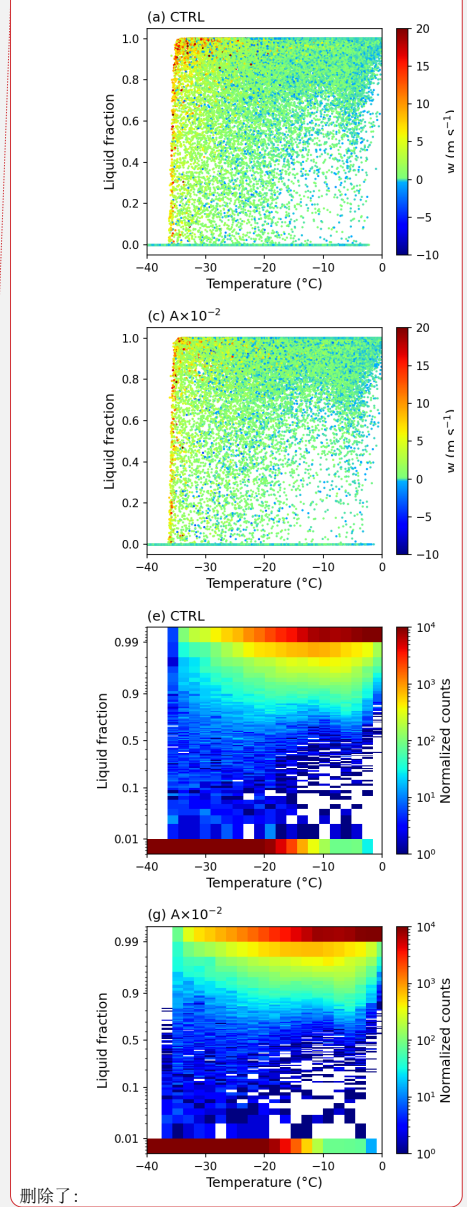 (a) CTRL
1.0
0.8
0.6
0.4
0.2
0.0
Liquid fraction
−40 −30 −20 −10 0
Temperature (°C)
20
15
10
5
0
−5
−10
w (m s⁻¹)
(c) A×10⁻²
1.0
0.8
0.6
0.4
0.2
0.0
Liquid fraction
−40 −30 −20 −10 0
Temperature (°C)
20
15
10
5
0
−5
−10
w (m s⁻¹)
(e) CTRL
0.99
0.9
0.5
0.1
0.01
Liquid fraction
−40 −30 −20 −10 0
Temperature (°C)
10⁴
10³
10²
10¹
10⁰
Normalized counts
(g) A×10⁻²
0.99
0.9
0.5
0.1
0.01
Liquid fraction
−40 −30 −20 −10 0
Temperature (°C)
10⁴
10³
10²
10¹
10⁰
Normalized counts
删除了: